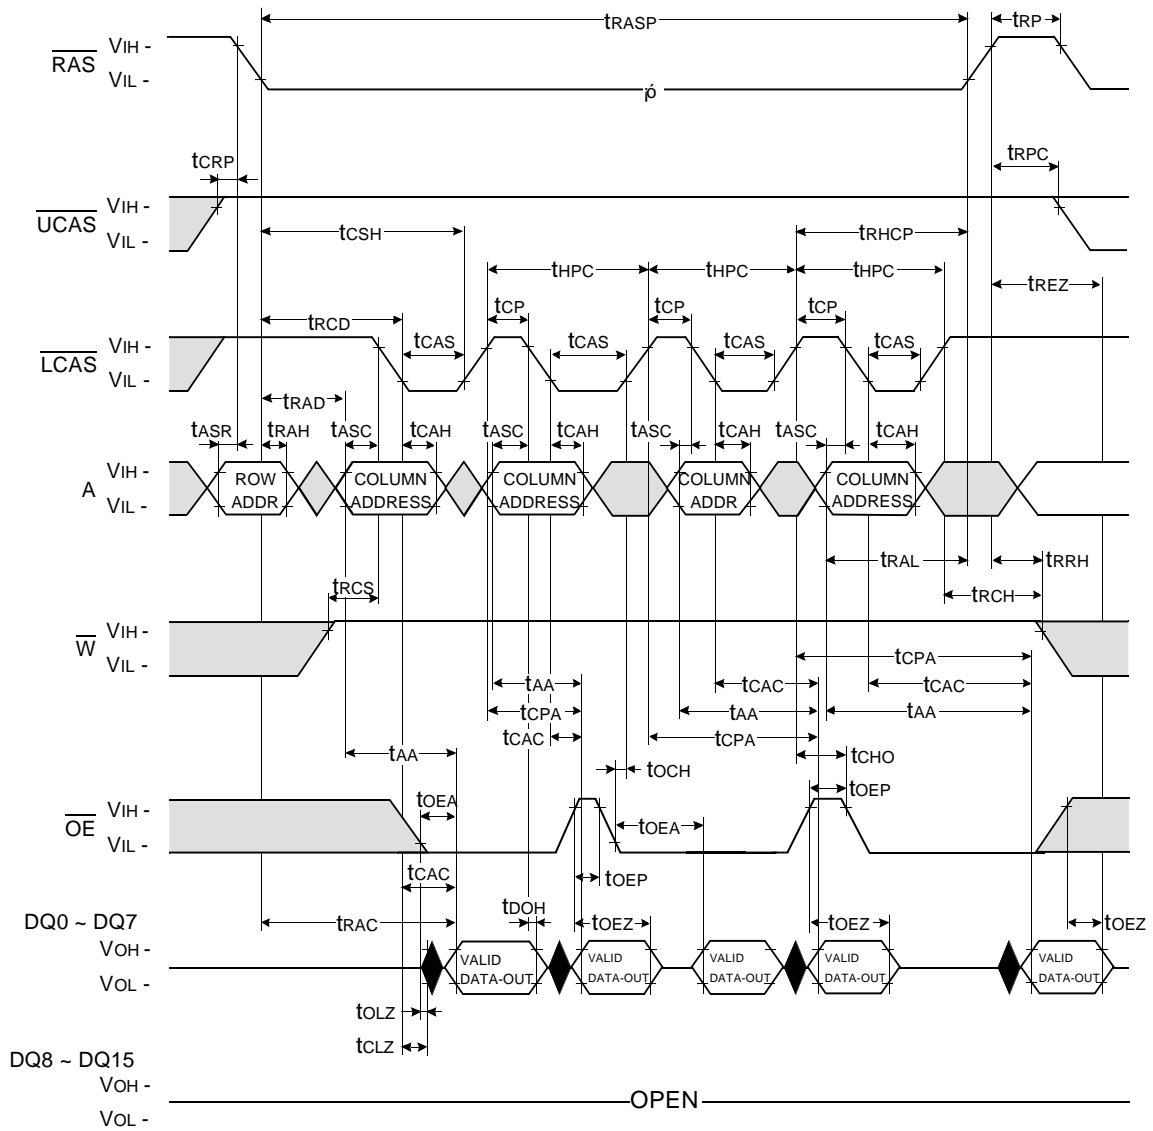 tRASP
tRP
RAS
VIH -
VIL -
ró
tCRP
tRPC
UCAS
VIH -
VIL -
tCSH
tRHCP
tHPC
tHPC
tHPC
tREZ
tRCD
tCP
tCP
tCP
tCAS
tCAS
tCAS
tCAS
LCAS
VIH -
VIL -
tRAD
tASR
tRAH
tASC
tCAH
tASC
tCAH
tASC
tCAH
tASC
tCAH
A
VIH -
VIL -
ROW
ADDR
COLUMN
ADDRESS
COLUMN
ADDRESS
COLUMN
ADDR
COLUMN
ADDRESS
tRAL
tRRH
tRCS
tRCH
W
VIH -
VIL -
tCPA
tAA
tCAC
tCAC
tCPA
tAA
tAA
tCAC
tCPA
tAA
tOCH
tCHO
tOEP
OE
VIH -
VIL -
tOEA
tOEA
tCAC
tOEP
tDOH
DQ0 ~ DQ7
tRAC
tOEZ
tOEZ
tOEZ
VOH -
VOL -
VALID
DATA-OUT
VALID
DATA-OUT
VALID
DATA-OUT
VALID
DATA-OUT
VALID
DATA-OUT
tOLZ
tCLZ
DQ8 ~ DQ15
VOH -
VOL -
OPEN